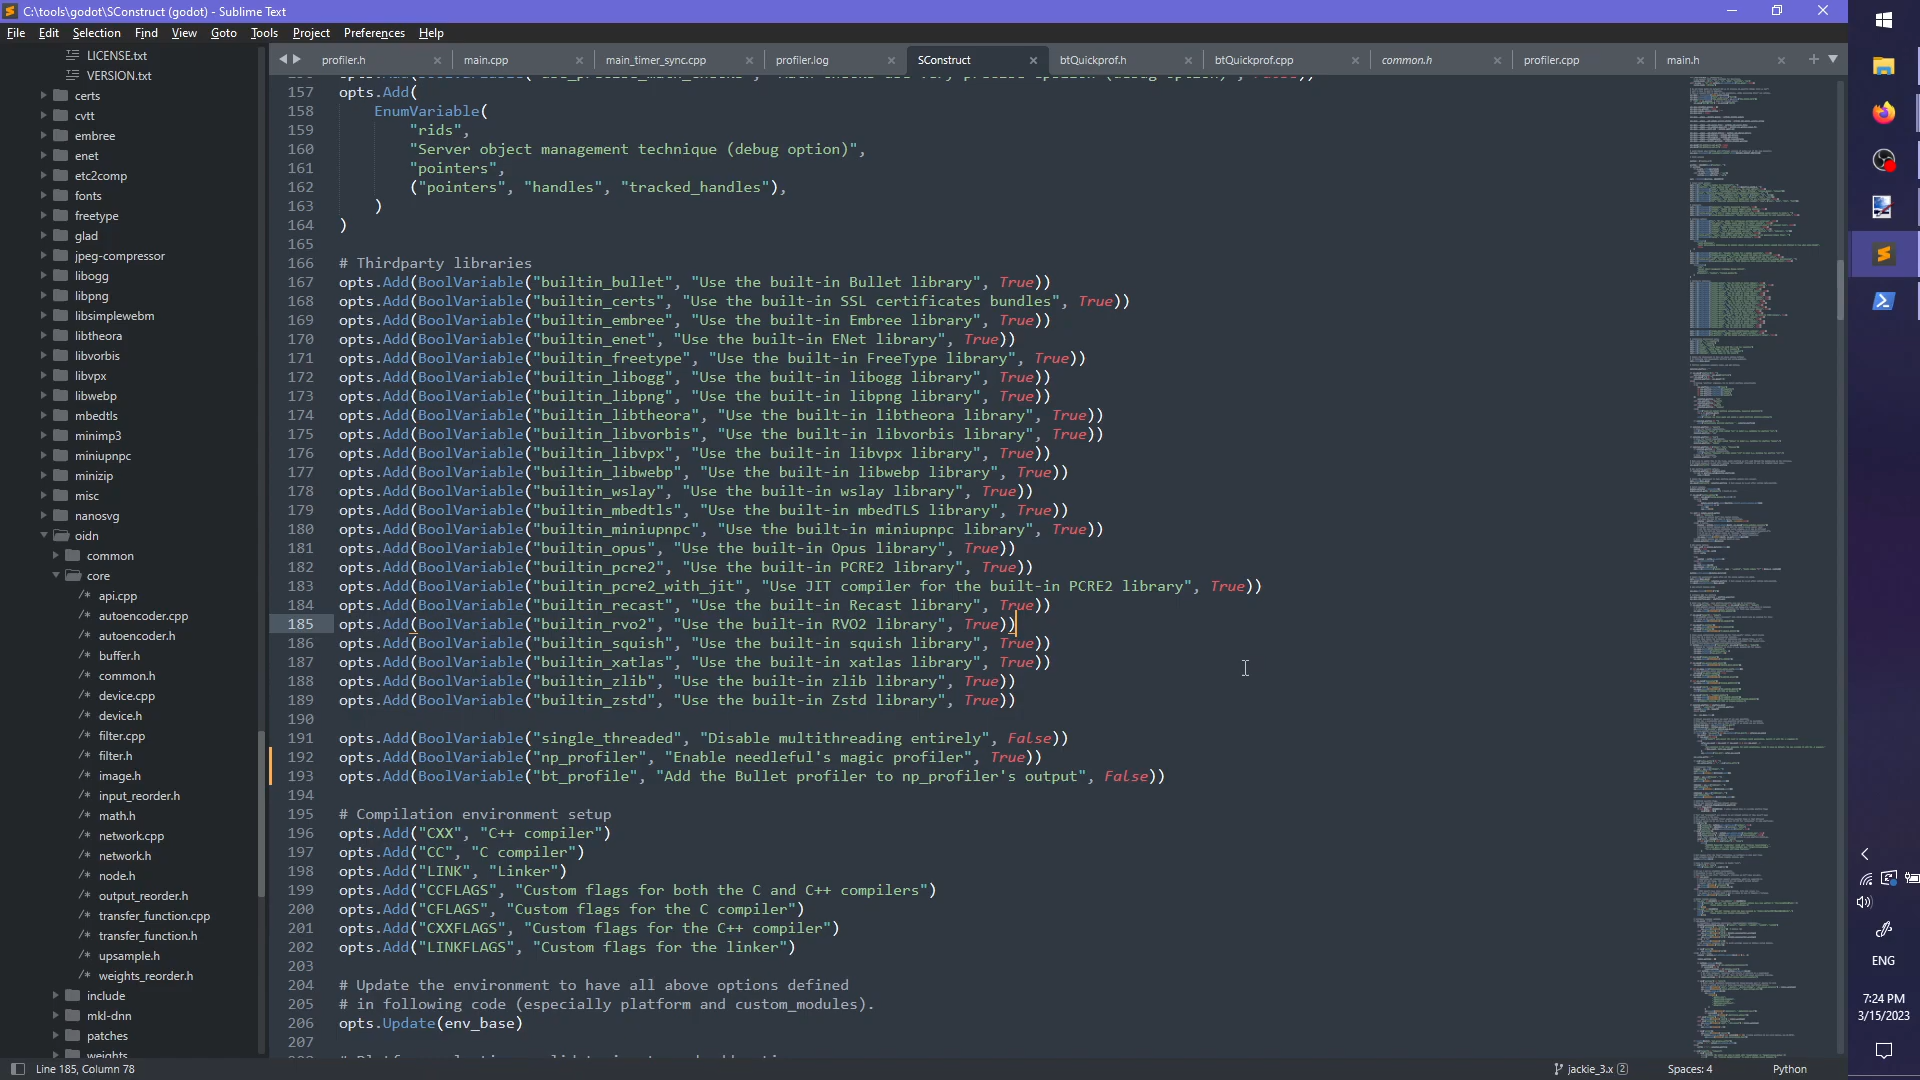 C:\tools\godot\SConstruct (godot) - Sublime Text
File Edit Selection Find View Goto Tools Project Preferences Help
LICENSE.txt
VERSION.txt
certs
cvtt
embree
enet
etc2comp
fonts
freetype
glad
jpeg-compressor
libogg
libpng
libsimplewebm
libtheora
libvorbis
libvpx
libwebp
mbedtls
minimp3
miniupnpc
minizip
misc
nanosvg
oidn
common
core
/* api.cpp
/* autoencoder.cpp
/* autoencoder.h
/* buffer.h
/* common.h
/* device.cpp
/* device.h
/* filter.cpp
/* filter.h
/* image.h
/* input_reorder.h
/* math.h
/* network.cpp
/* network.h
/* node.h
/* output_reorder.h
/* transfer_function.cpp
/* transfer_function.h
/* upsample.h
/* weights_reorder.h
include
mkl-dnn
patches
weights
profiler.h main.cpp main_timer_sync.cpp profiler.log SConstruct btQuickprof.h btQuickprof.cpp common.h profiler.cpp main.h
157 opts.Add(
158 EnumVariable(
159 "rids",
160 "Server object management technique (debug option)",
161 "pointers",
162 ("pointers", "handles", "tracked_handles"),
163 )
164 )
165
166 # Thirdparty libraries
167 opts.Add(BoolVariable("builtin_bullet", "Use the built-in Bullet library", True))
168 opts.Add(BoolVariable("builtin_certs", "Use the built-in SSL certificates bundles", True))
169 opts.Add(BoolVariable("builtin_embree", "Use the built-in Embree library", True))
170 opts.Add(BoolVariable("builtin_enet", "Use the built-in ENet library", True))
171 opts.Add(BoolVariable("builtin_freetype", "Use the built-in FreeType library", True))
172 opts.Add(BoolVariable("builtin_libogg", "Use the built-in libogg library", True))
173 opts.Add(BoolVariable("builtin_libpng", "Use the built-in libpng library", True))
174 opts.Add(BoolVariable("builtin_libtheora", "Use the built-in libtheora library", True))
175 opts.Add(BoolVariable("builtin_libvorbis", "Use the built-in libvorbis library", True))
176 opts.Add(BoolVariable("builtin_libvpx", "Use the built-in libvpx library", True))
177 opts.Add(BoolVariable("builtin_libwebp", "Use the built-in libwebp library", True))
178 opts.Add(BoolVariable("builtin_wslay", "Use the built-in wslay library", True))
179 opts.Add(BoolVariable("builtin_mbedtls", "Use the built-in mbedTLS library", True))
180 opts.Add(BoolVariable("builtin_miniupnpc", "Use the built-in miniupnpc library", True))
181 opts.Add(BoolVariable("builtin_opus", "Use the built-in Opus library", True))
182 opts.Add(BoolVariable("builtin_pcre2", "Use the built-in PCRE2 library", True))
183 opts.Add(BoolVariable("builtin_pcre2_with_jit", "Use JIT compiler for the built-in PCRE2 library", True))
184 opts.Add(BoolVariable("builtin_recast", "Use the built-in Recast library", True))
185 opts.Add(BoolVariable("builtin_rvo2", "Use the built-in RVO2 library", True))
186 opts.Add(BoolVariable("builtin_squish", "Use the built-in squish library", True))
187 opts.Add(BoolVariable("builtin_xatlas", "Use the built-in xatlas library", True))
188 opts.Add(BoolVariable("builtin_zlib", "Use the built-in zlib library", True))
189 opts.Add(BoolVariable("builtin_zstd", "Use the built-in Zstd library", True))
190
191 opts.Add(BoolVariable("single_threaded", "Disable multithreading entirely", False))
192 opts.Add(BoolVariable("np_profiler", "Enable needleful's magic profiler", True))
193 opts.Add(BoolVariable("bt_profile", "Add the Bullet profiler to np_profiler's output", False))
194
195 # Compilation environment setup
196 opts.Add("CXX", "C++ compiler")
197 opts.Add("CC", "C compiler")
198 opts.Add("LINK", "Linker")
199 opts.Add("CCFLAGS", "Custom flags for both the C and C++ compilers")
200 opts.Add("CFLAGS", "Custom flags for the C compiler")
201 opts.Add("CXXFLAGS", "Custom flags for the C++ compiler")
202 opts.Add("LINKFLAGS", "Custom flags for the linker")
203
204 # Update the environment to have all above options defined
205 # in following code (especially platform and custom_modules).
206 opts.Update(env_base)
207
Line 185, Column 78
jackie_3.x 2
Spaces: 4
Python
ENG
7:24 PM
3/15/2023